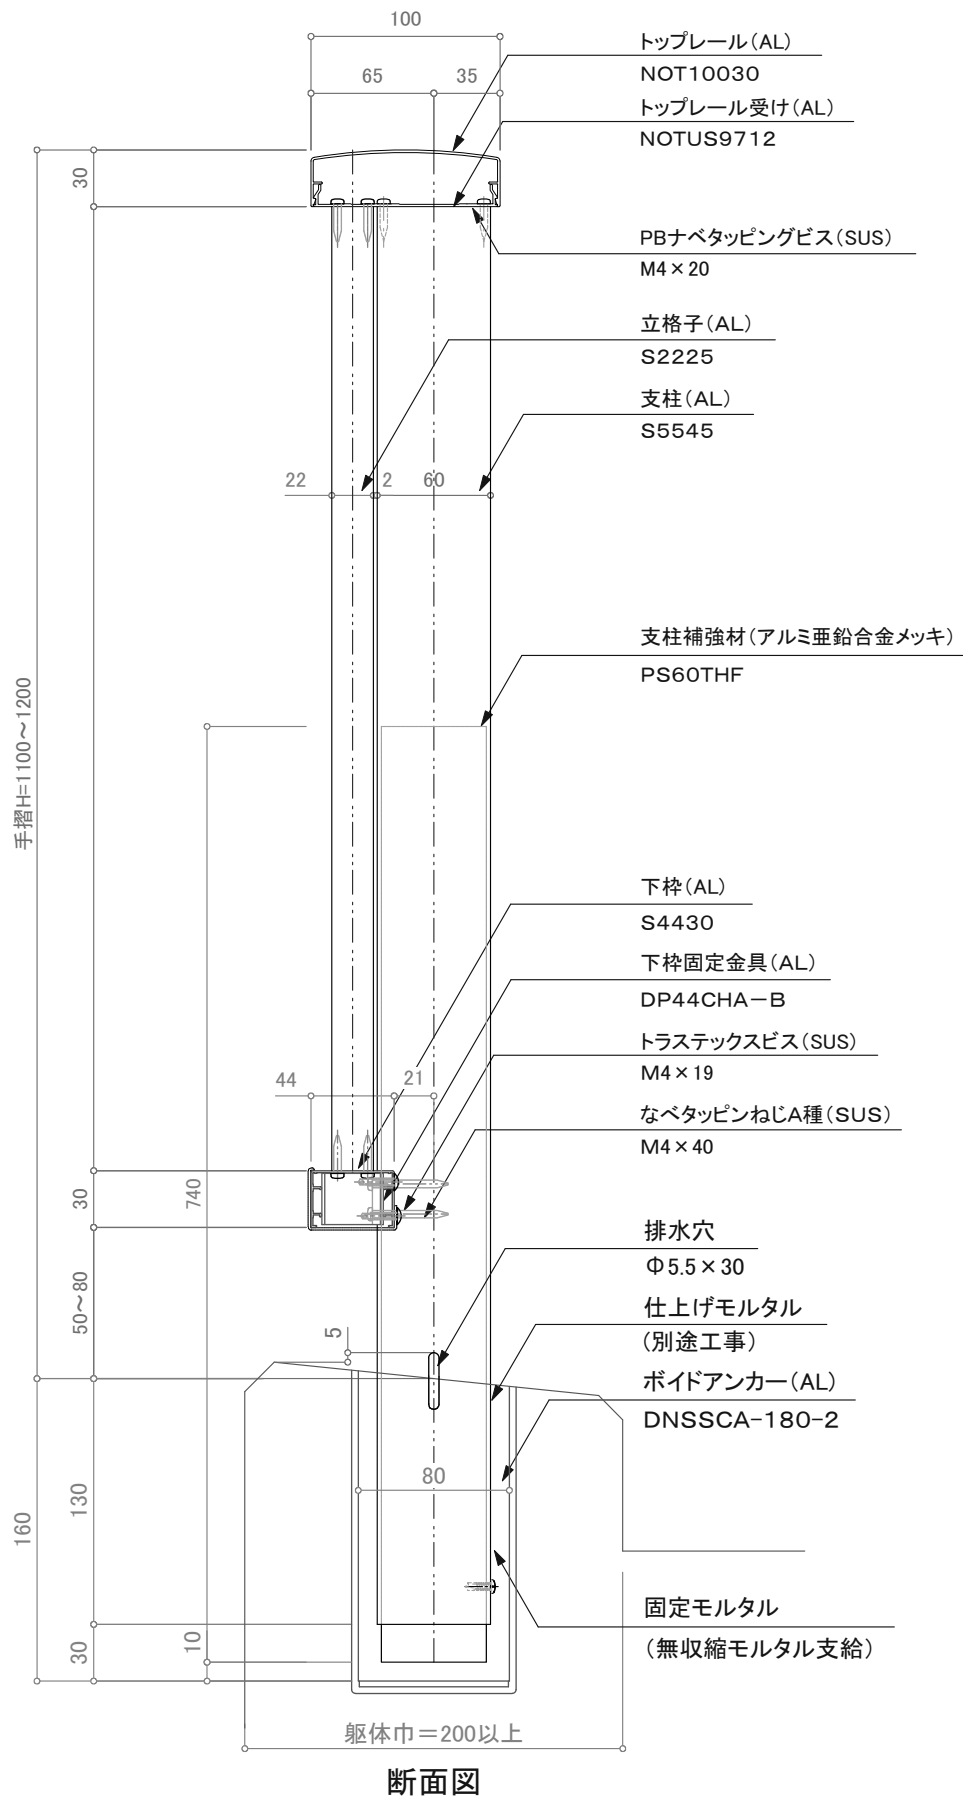 100
65
35
トップレール(AL)
NOT10030
トップレール受け(AL)
NOTUS9712
30
PBナベタッピングビス(SUS)
M4×20
立格子(AL)
S2225
支柱(AL)
S5545
22
2
60
支柱補強材(アルミ亜鉛合金メッキ)
PS60THF
手摺H=1100〜1200
下枠(AL)
S4430
下枠固定金具(AL)
DP44CHA-B
トラステックスビス(SUS)
M4×19
44
21
なベタッピンねじA種(SUS)
M4×40
30
740
排水穴
Φ5.5×30
50〜80
5
仕上げモルタル
(別途工事)
ボイドアンカー(AL)
DNSSCA-180-2
80
130
160
固定モルタル
(無収縮モルタル支給)
30
10
躯体巾=200以上
断面図